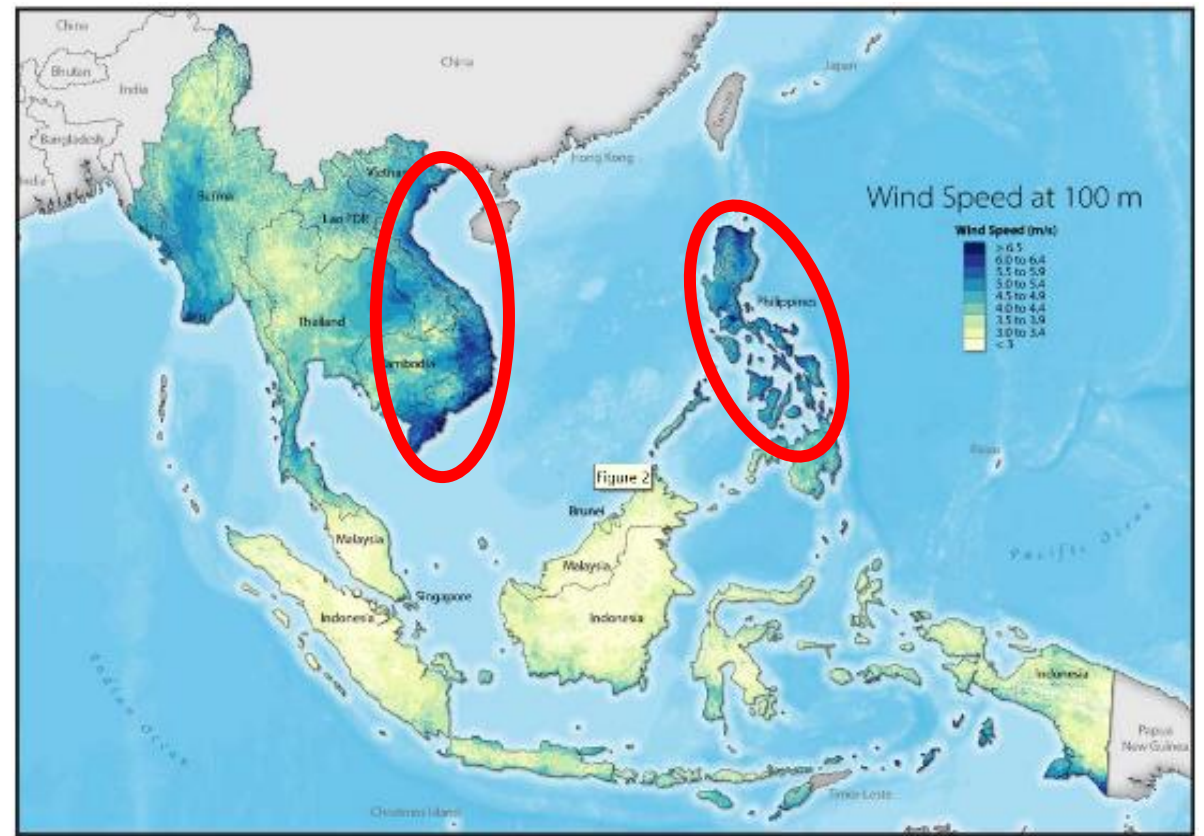 China
Bhutan
India
Bangladesh
India
Burma
Vietnam
Lao PDR
Thailand
Cambodia
China
Hong Kong
Taiwan
Japan
Wind Speed at 100 m
Wind Speed (m/s)
> 6.5
6.0 to 6.4
5.5 to 5.9
5.0 to 5.4
4.5 to 4.9
4.0 to 4.4
3.5 to 3.9
3.0 to 3.4
< 3
Philippines
Palau
Figure 2
Brunei
Malaysia
Malaysia
Singapore
Indonesia
Indonesia
Indonesia
Papua
New Guinea
Timor-Leste
Christmas Island
Indian Ocean
Pacific Ocean